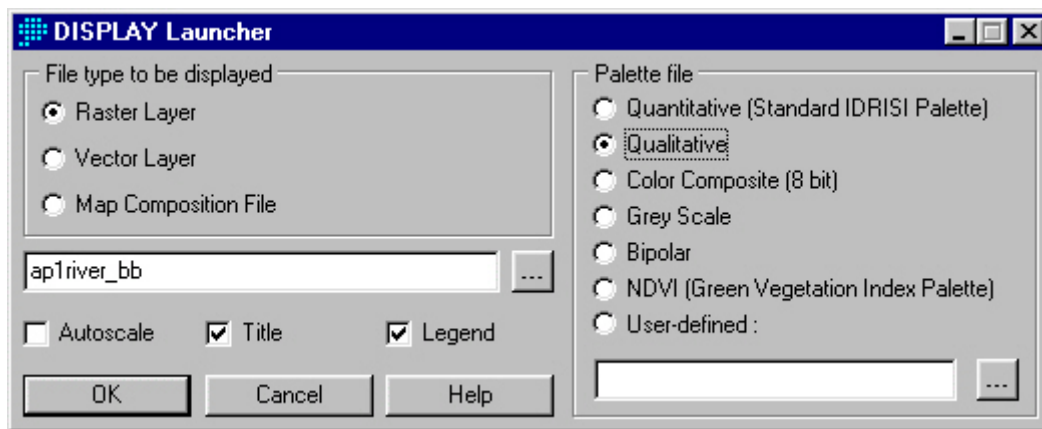 DISPLAY Launcher
File type to be displayed
Raster Layer
Vector Layer
Map Composition File
ap1river_bb
...
Autoscale
Title
Legend
OK
Cancel
Help
Palette file
Quantitative (Standard IDRISI Palette)
Qualitative
Color Composite (8 bit)
Grey Scale
Bipolar
NDVI (Green Vegetation Index Palette)
User-defined :
...